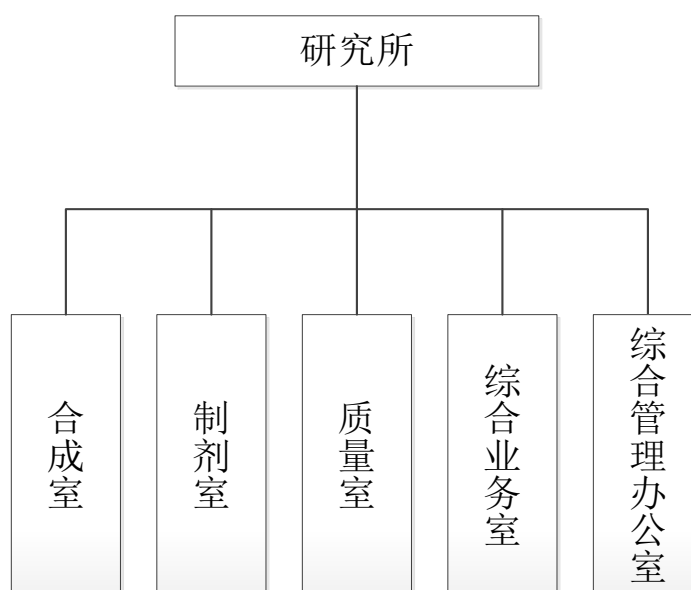 研究所
合成室
制剂室
质量室
综合业务室
综合管理办公室